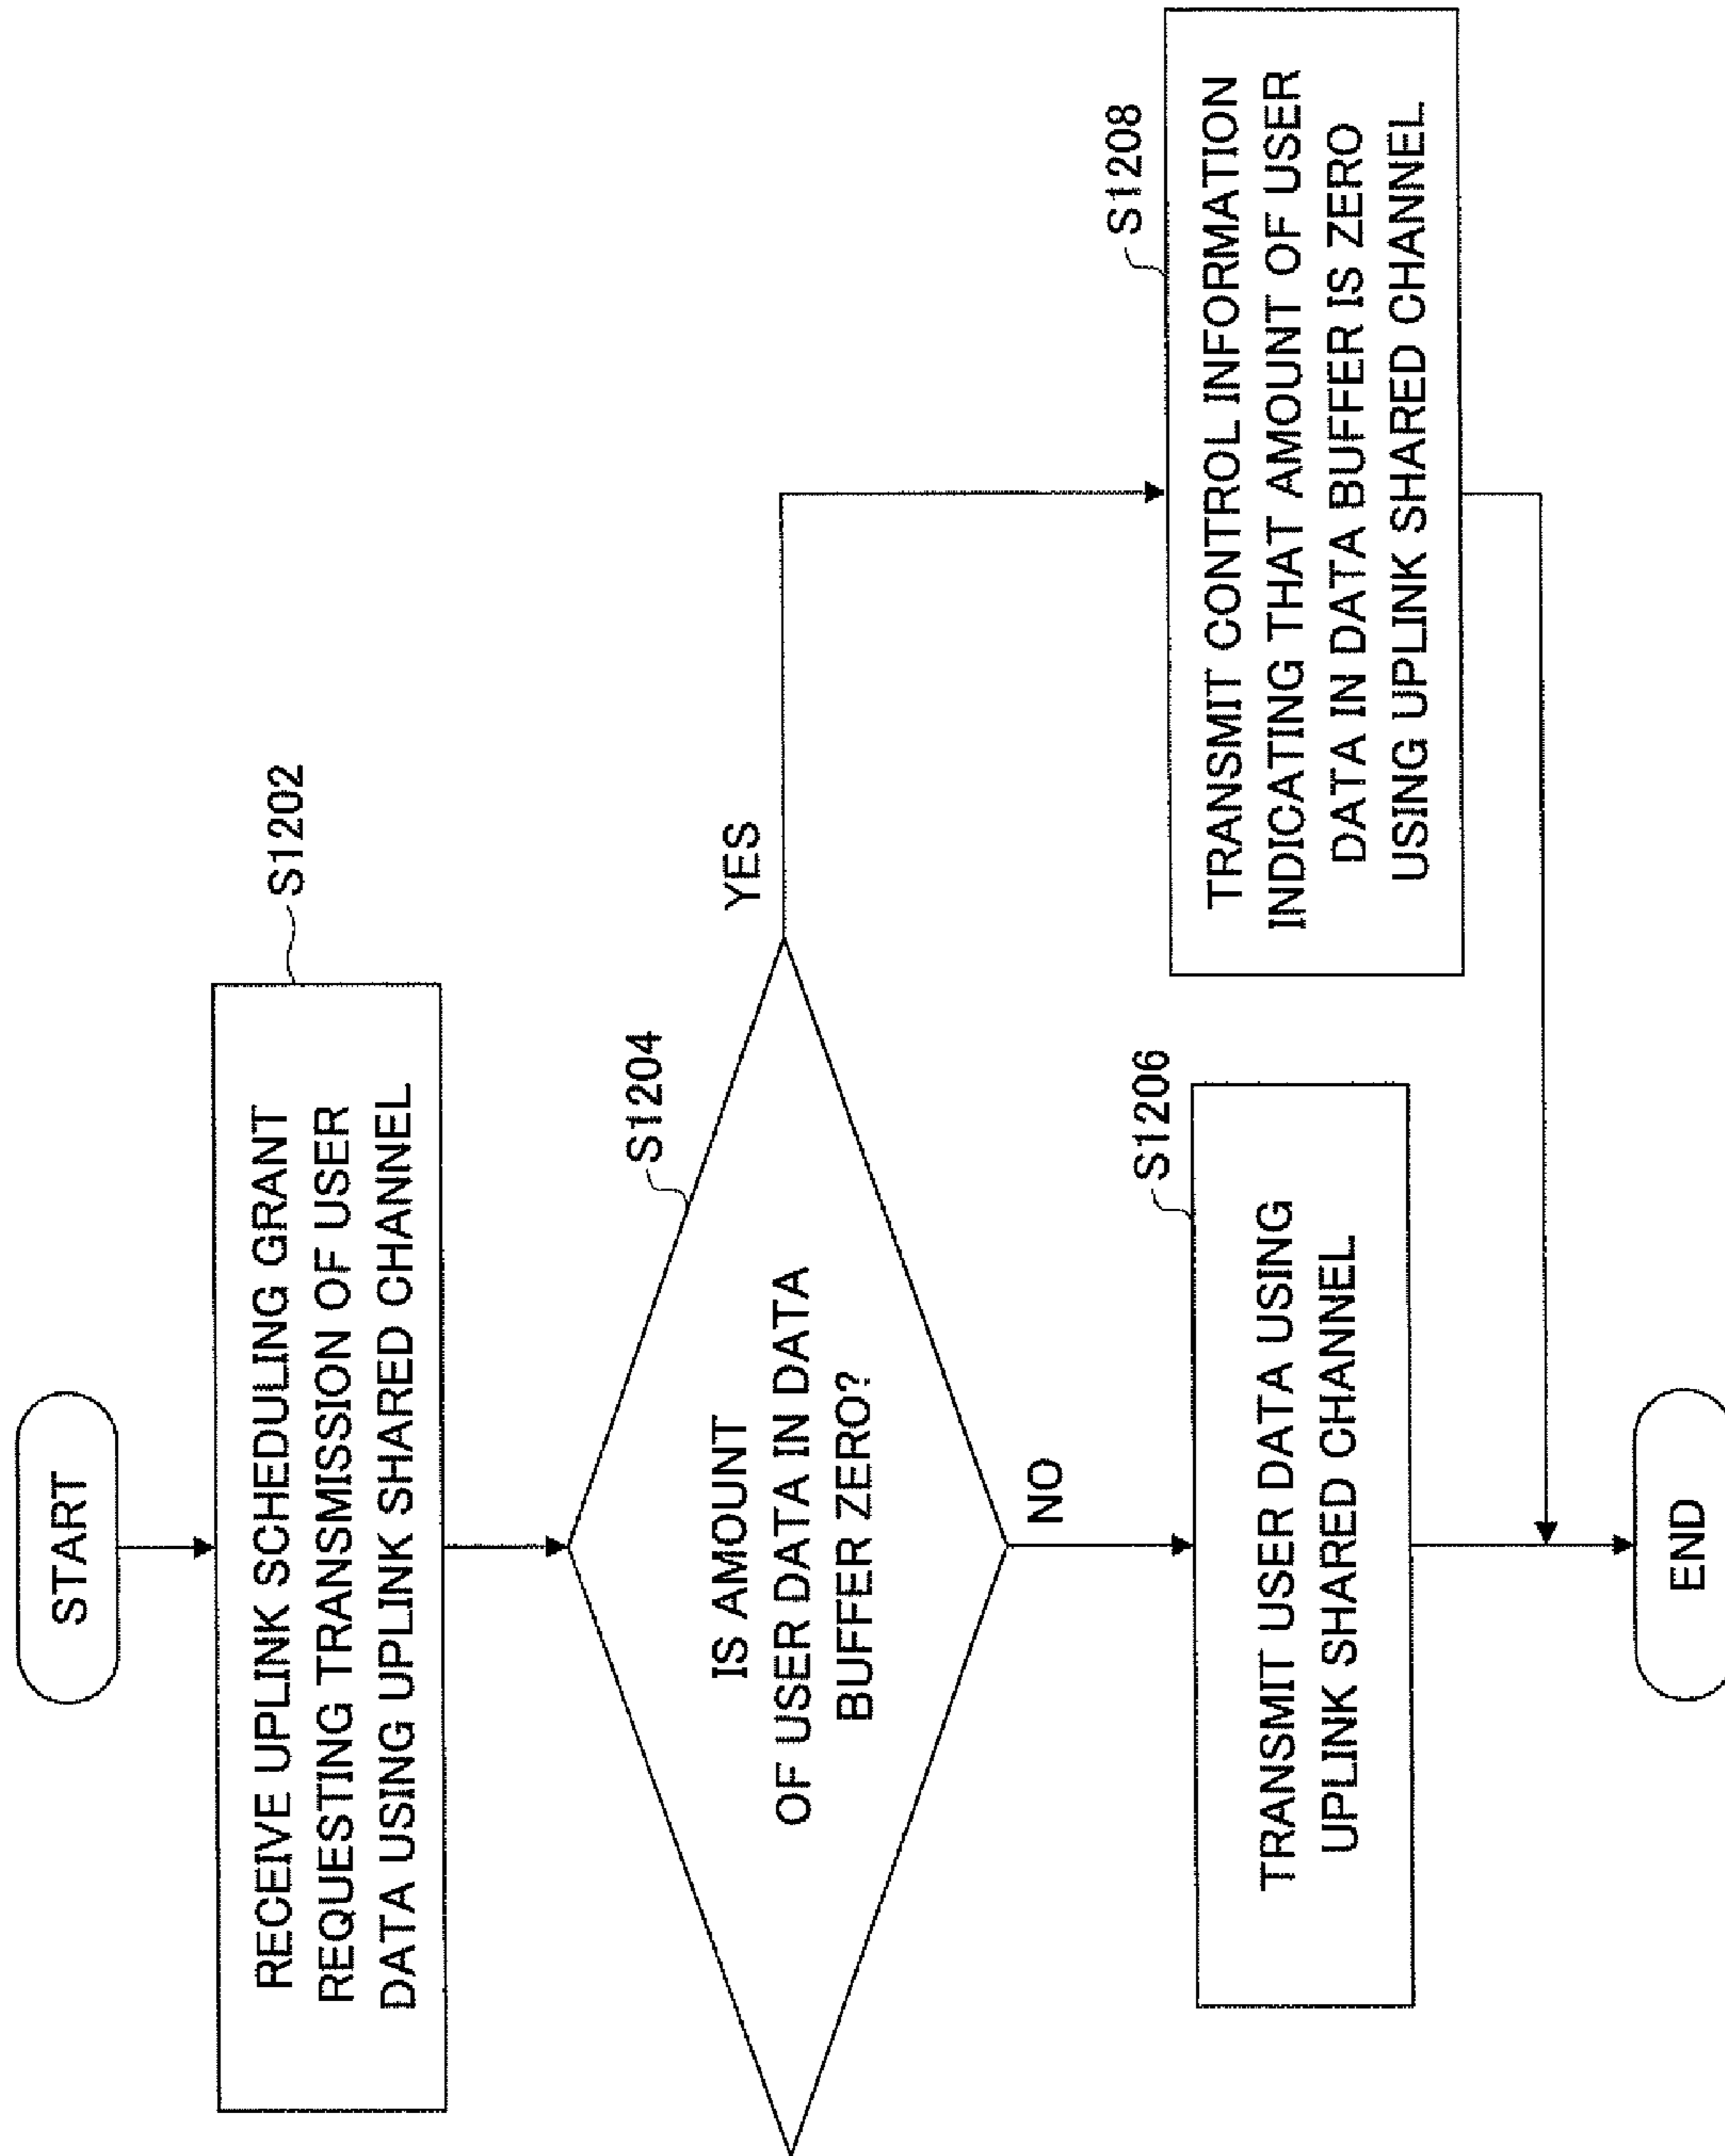 START
RECEIVE UPLINK SCHEDULING GRANT
REQUESTING TRANSMISSION OF USER
DATA USING UPLINK SHARED CHANNEL
S1202
IS AMOUNT
OF USER DATA IN DATA
BUFFER ZERO?
S1204
YES
NO
TRANSMIT USER DATA USING
UPLINK SHARED CHANNEL
S1206
TRANSMIT CONTROL INFORMATION
INDICATING THAT AMOUNT OF USER
DATA IN DATA BUFFER IS ZERO
USING UPLINK SHARED CHANNEL
S1208
END